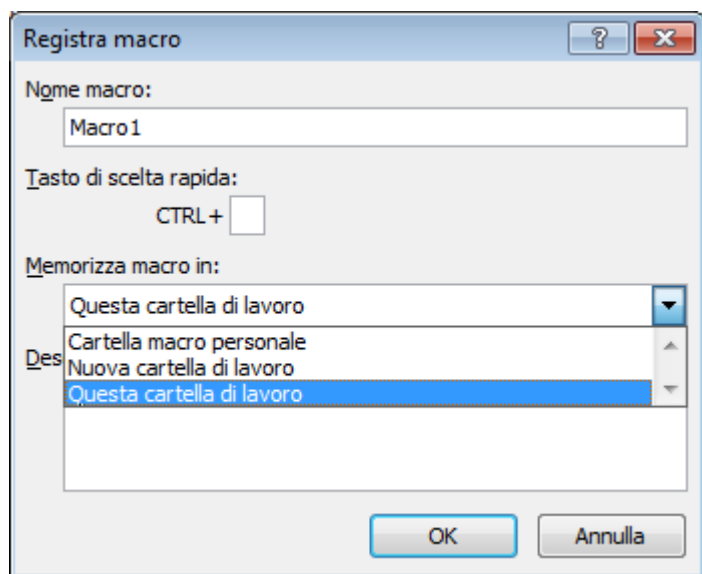 Registra macro
Nome macro:
Macro1
Tasto di scelta rapida:
CTRL+
Memorizza macro in:
Questa cartella di lavoro
Cartella macro personale
Des
Nuova cartella di lavoro
Questa cartella di lavoro
OK
Annulla